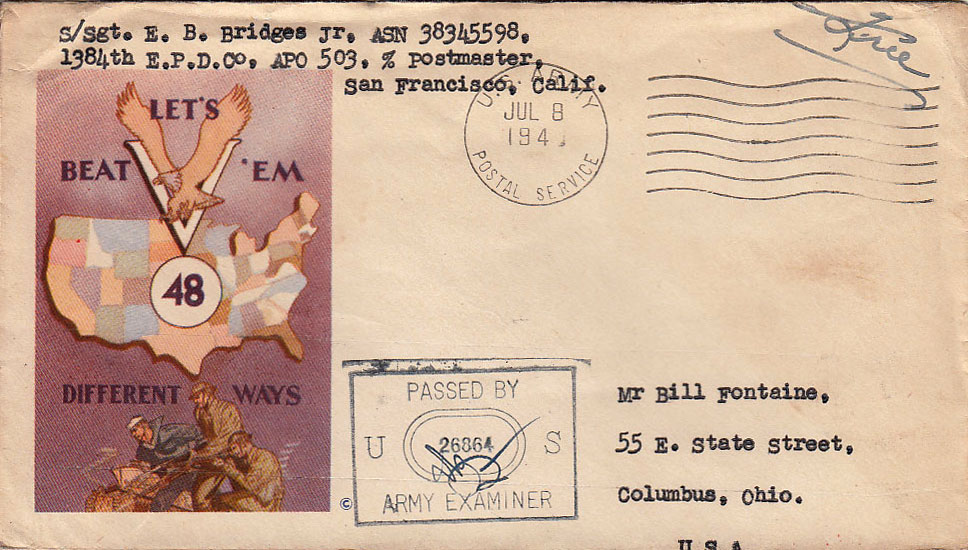 S/Sgt. E. B. Bridges Jr. ASN 38345598,
1384th E.P.D.Co, APO 503, % Postmaster,
San Francisco, Calif.
Free
U.S. ARMY
JUL 8
194
POSTAL SERVICE
LET'S
BEAT 'EM
48
DIFFERENT WAYS
©
PASSED BY
U 26864 S
ARMY EXAMINER
Mr Bill Fontaine,
55 E. State Street,
Columbus, Ohio.
U.S.A.